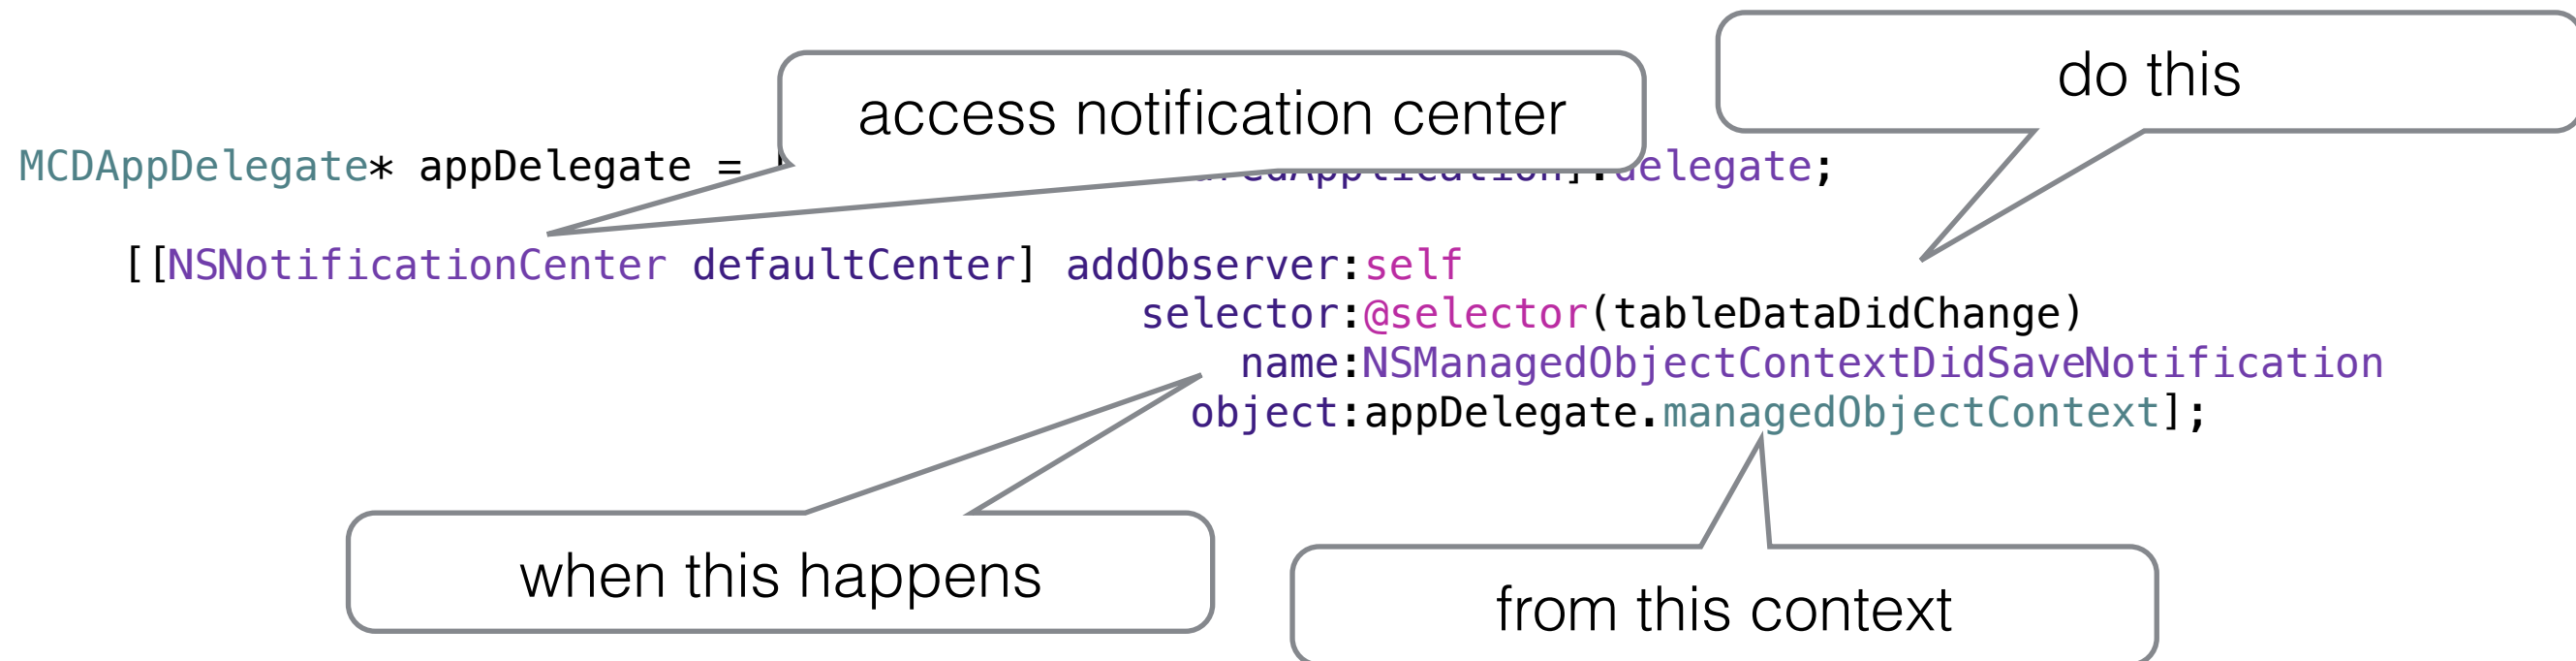 do this
access notification center
MCDAppDelegate* appDelegate = delegate;
[[NSNotificationCenter defaultCenter] addObserver:self
selector:@selector(tableDataDidChange)
name:NSManagedObjectContextDidSaveNotification
object:appDelegate.managedObjectContext];
when this happens
from this context